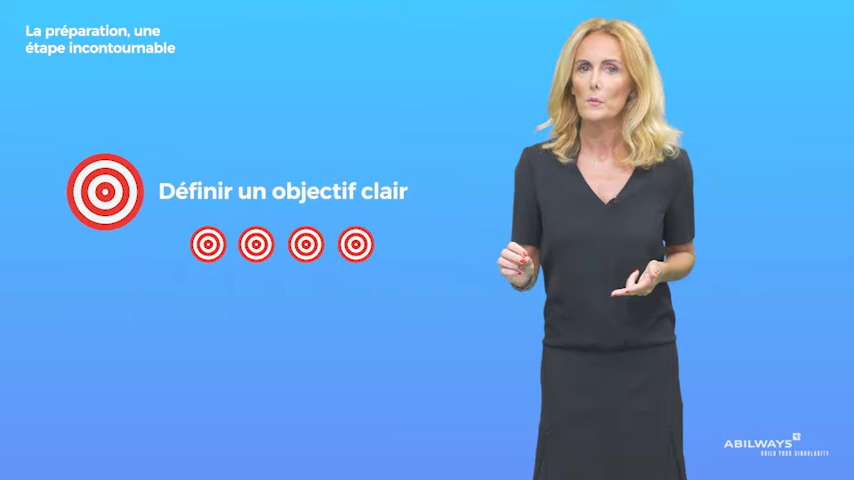 La préparation, une
étape incontournable
Définir un objectif clair
ABILWAYS
BUILD YOUR SINGULARITY